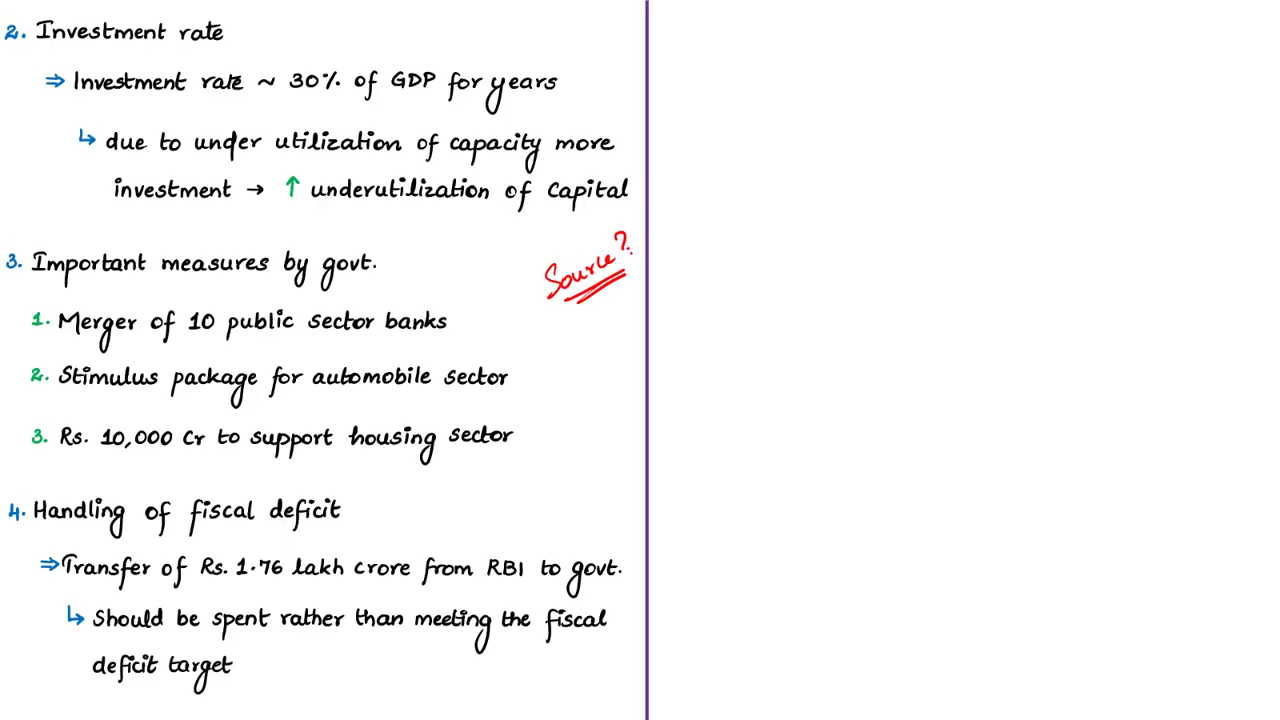 2. Investment rate
⇒ Investment rate ~ 30% of GDP for years
↳ due to under utilization of capacity more
investment → ↑ underutilization of Capital
3. Important measures by govt.
Source?
1. Merger of 10 public sector banks
2. Stimulus package for automobile sector
3. Rs. 10,000 Cr to support housing sector
4. Handling of fiscal deficit
⇒ Transfer of Rs. 1.76 lakh crore from RBI to govt.
↳ Should be spent rather than meeting the fiscal
deficit target